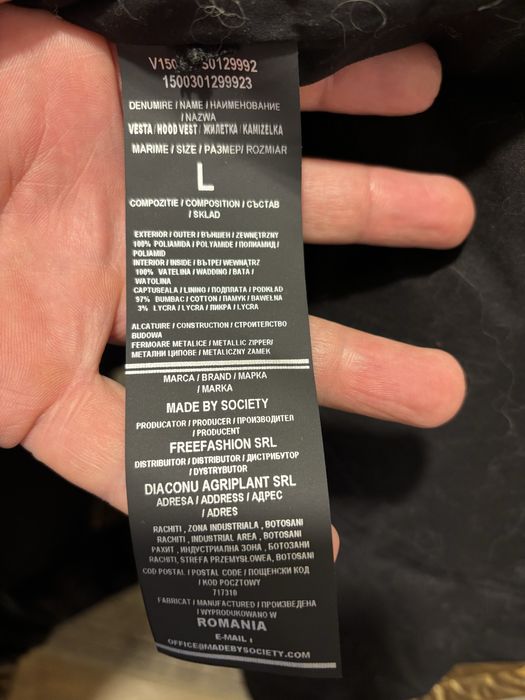 1500301299923
DENUMIRE / NAME / НАИМЕНОВАНИЕ
/ NAZWA
VESTA / HOOD VEST / ЖИЛЕТКА / KAMIZELKA
MARIME / SIZE / РАЗМЕР / ROZMIAR
L
COMPOZITIE / COMPOSITION / СЪСТАВ
/ SKLAD
EXTERIOR / OUTER / ВЪНШЕН / ZEWNĘTRZNY
100% POLIAMIDA / POLYAMIDE / ПОЛИАМИД /
POLIAMID
INTERIOR / INSIDE / ВЪТРЕ / WEWNĄTRZ
100% VATELINA / WADDING / ВАТА /
WATOLINA
CAPTUSEALA / LINING / ПОДПЛАТА / PODKŁAD
97% BUMBAC / COTTON / ПАМУК / BAWEŁNA
3% LYCRA / LYCRA / ЛИКРА / LYCRA
ALCATURE / CONSTRUCTION / СТРОИТЕЛСТВО
BUDOWA
FERMOARE METALICE / METALLIC ZIPPER/
МЕТАЛНИ ЦИПОВЕ / METALICZNY ZAMEK
MARCA / BRAND / МАРКА
/ MARKA
MADE BY SOCIETY
PRODUCATOR / PRODUCER / ПРОИЗВОДИТЕЛ
/ PRODUCENT
FREEFASHION SRL
DISTRIBUITOR / DISTRIBUTOR / ДИСТРИБУТОР
/ DYSTRYBUTOR
DIACONU AGRIPLANT SRL
ADRESA / ADDRESS / АДРЕС
/ ADRES
RACHITI , ZONA INDUSTRIALA , BOTOSANI
RACHITI , INDUSTRIAL AREA , BOTOSANI
РАХИТ , ИНДУСТРИАЛНА ЗОНА , БОТОЗАНИ
RACHITI, STREFA PRZEMYSŁOWEA, BOTOSANI
COD POSTAL / POSTAL CODE / ПОЩЕНСКИ КОД
/ KOD POCZTOWY
717310
FABRICAT / MANUFACTURED / ПРОИЗВЕДЕНА
/ WYPRODUKOWANO W
ROMANIA
E-MAIL :
OFFICE@MADEBYSOCIETY.COM